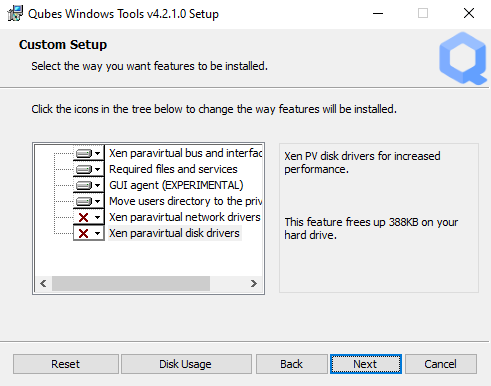 Qubes Windows Tools v4.2.1.0 Setup
Custom Setup
Select the way you want features to be installed.
Click the icons in the tree below to change the way features will be installed.
Xen paravirtual bus and interfac
Required files and services
GUI agent (EXPERIMENTAL)
Move users directory to the priv
Xen paravirtual network drivers
Xen paravirtual disk drivers
Xen PV disk drivers for increased
performance.
This feature frees up 388KB on your
hard drive.
Reset
Disk Usage
Back
Next
Cancel